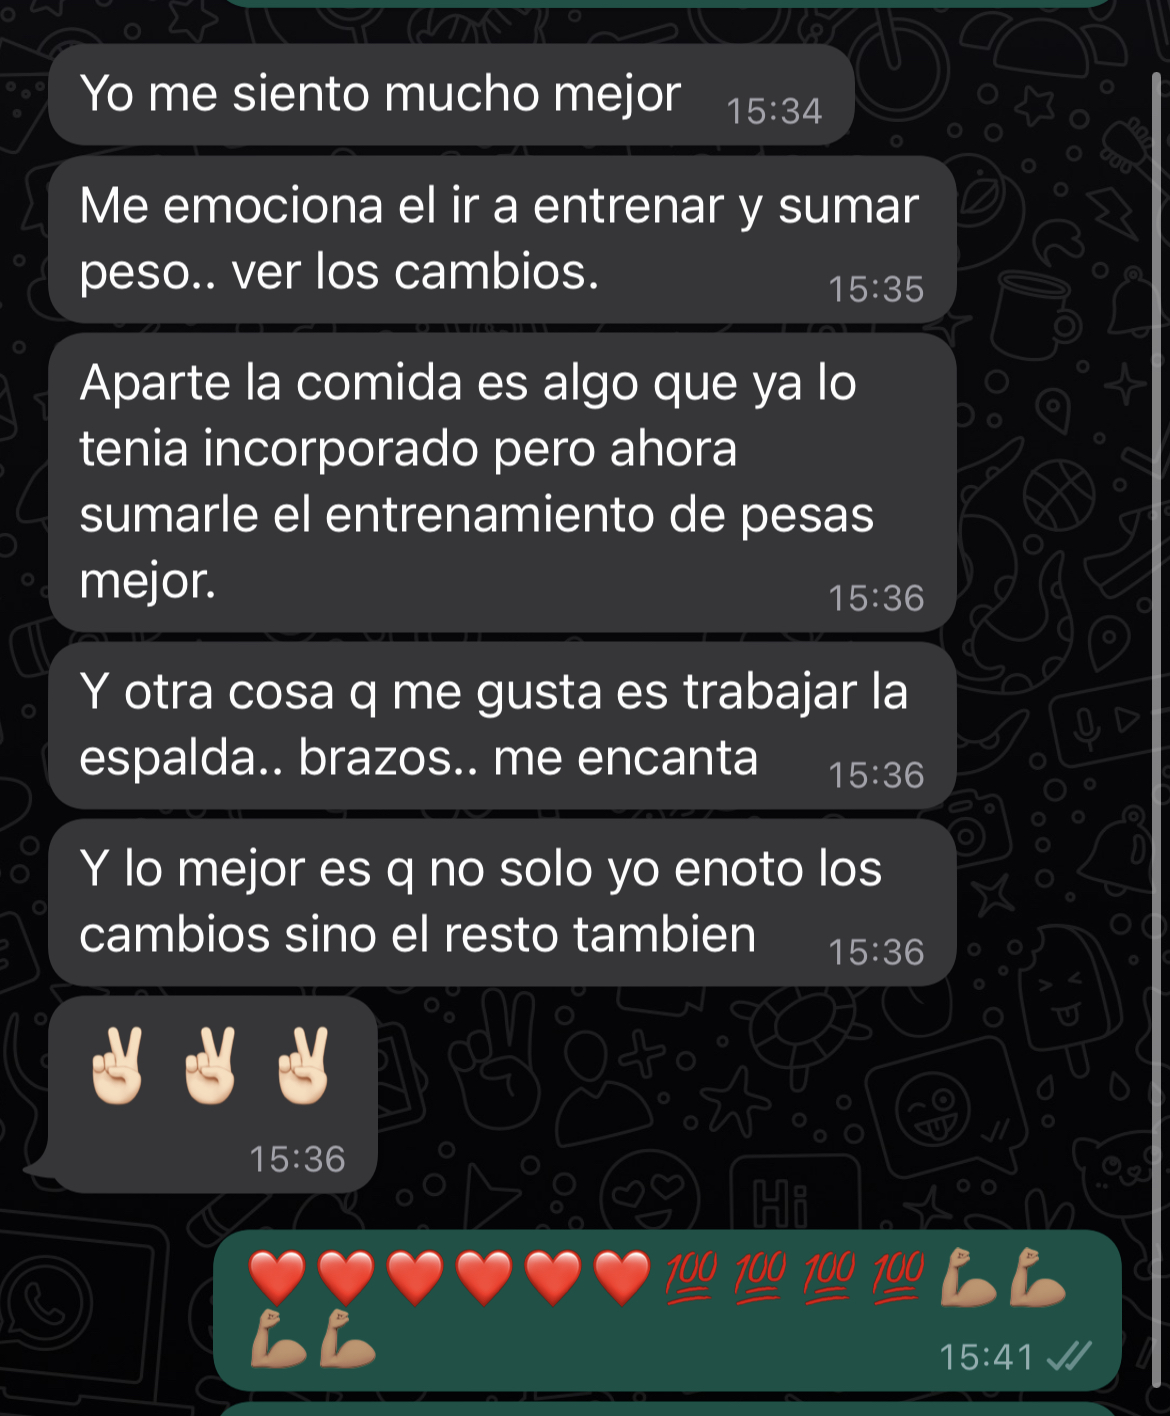 Yo me siento mucho mejor
15:34
Me emociona el ir a entrenar y sumar
peso.. ver los cambios.
15:35
Aparte la comida es algo que ya lo
tenia incorporado pero ahora
sumarle el entrenamiento de pesas
mejor.
15:36
Y otra cosa q me gusta es trabajar la
espalda.. brazos.. me encanta
15:36
Y lo mejor es q no solo yo enoto los
cambios sino el resto tambien
15:36
✌🏻 ✌🏻 ✌🏻
15:36
Hi
❤️❤️❤️❤️❤️❤️💯💯💯💯💪🏽💪🏽
💪🏽💪🏽
15:41